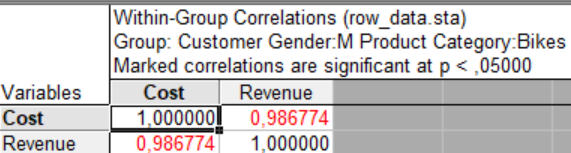 Within-Group Correlations (row_data.sta)
Group: Customer Gender:M Product Category:Bikes
Marked correlations are significant at p < ,05000
Variables Cost Revenue
Cost 1,000000 0,986774
Revenue 0,986774 1,000000